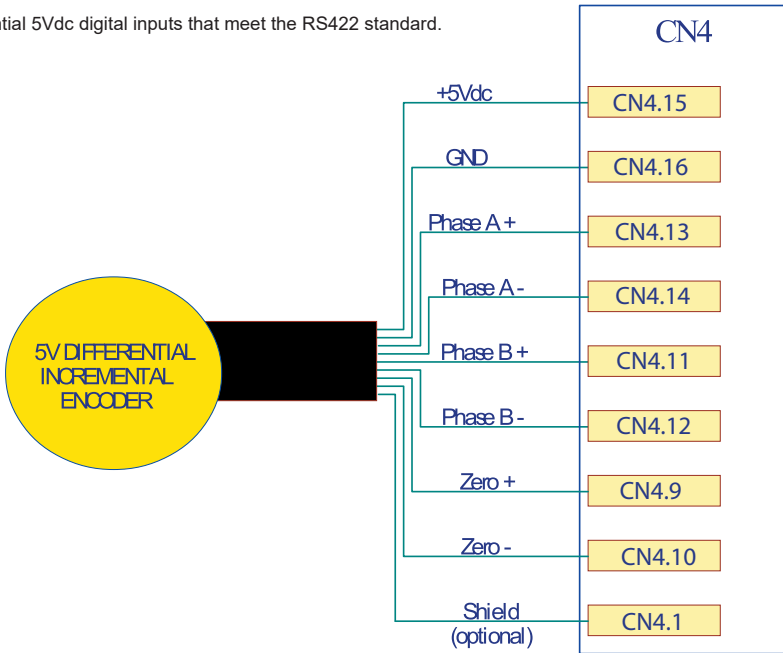 ntial 5Vdc digital inputs that meet the RS422 standard.
CN4
+5Vdc
CN4.15
GND
CN4.16
Phase A +
CN4.13
Phase A -
CN4.14
5V DIFFERENTIAL
INCREMENTAL
ENCODER
Phase B +
CN4.11
Phase B -
CN4.12
Zero +
CN4.9
Zero -
CN4.10
Shield
(optional)
CN4.1